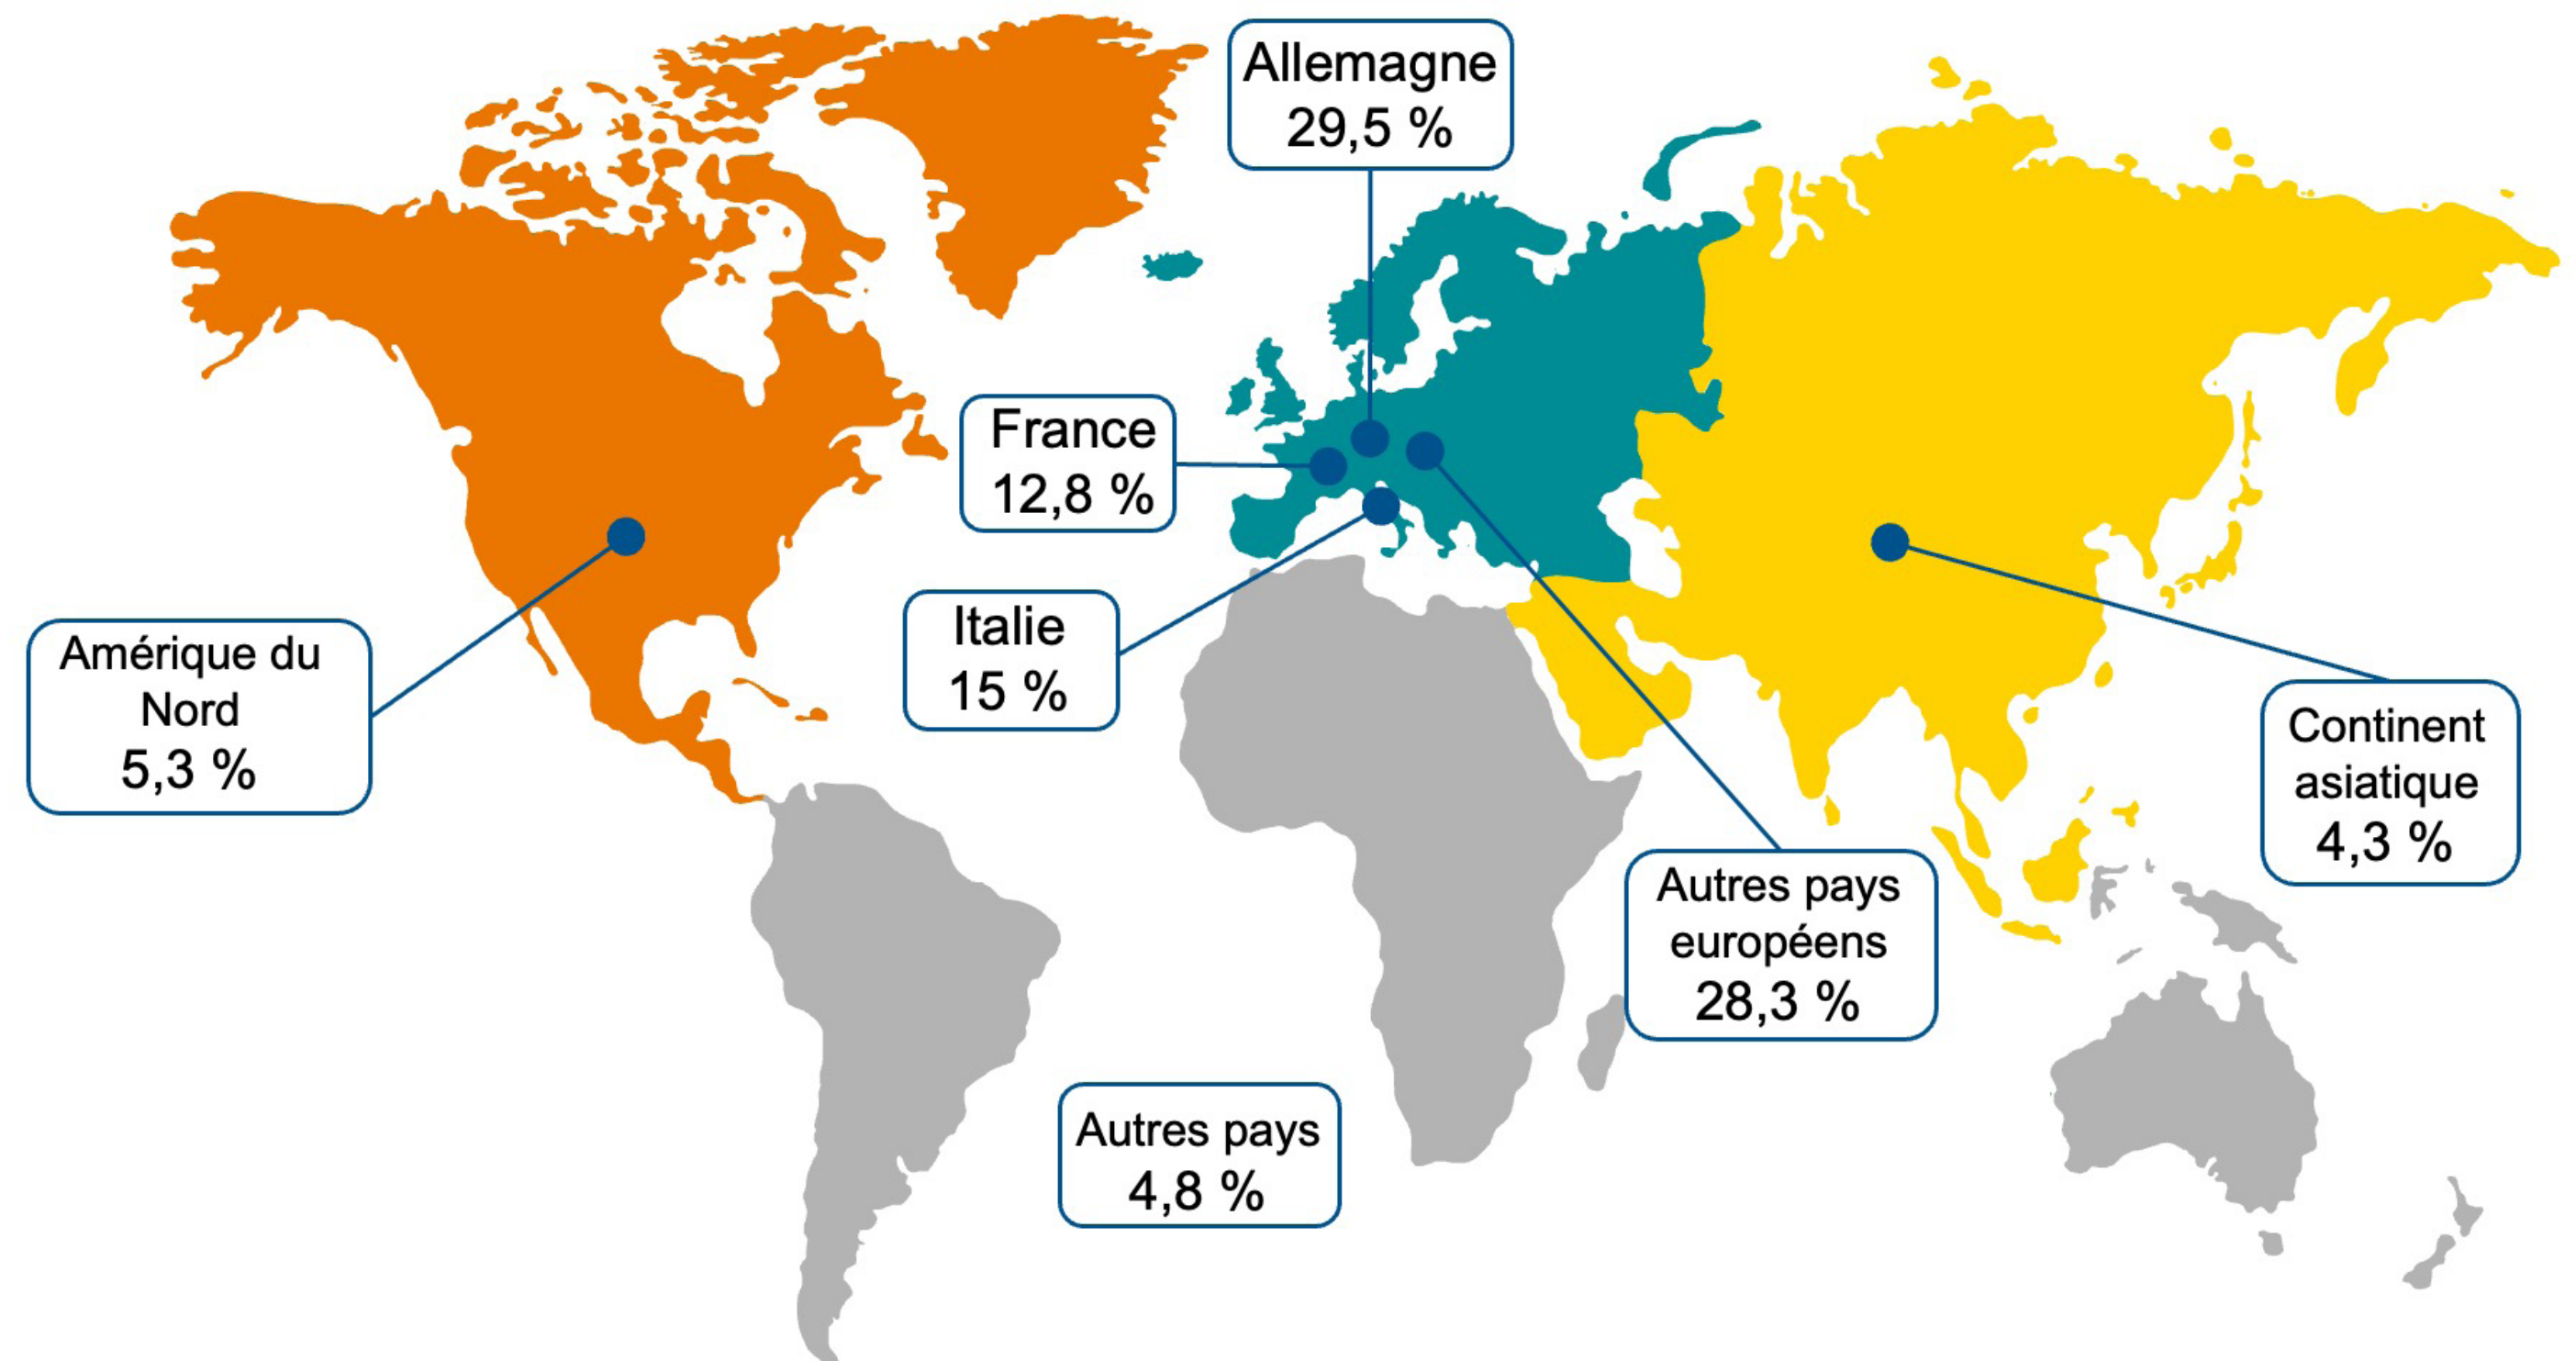 Allemagne
29,5 %
France
12,8 %
Italie
15 %
Amérique du
Nord
5,3 %
Continent
asiatique
4,3 %
Autres pays
européens
28,3 %
Autres pays
4,8 %